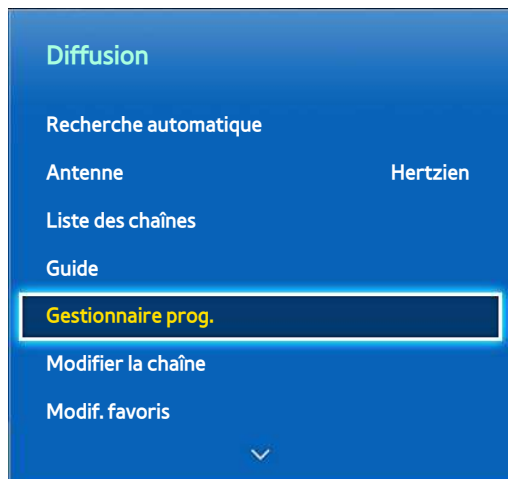 Diffusion
Recherche automatique
Antenne Hertzien
Liste des chaînes
Guide
Gestionnaire prog.
Modifier la chaîne
Modif. favoris